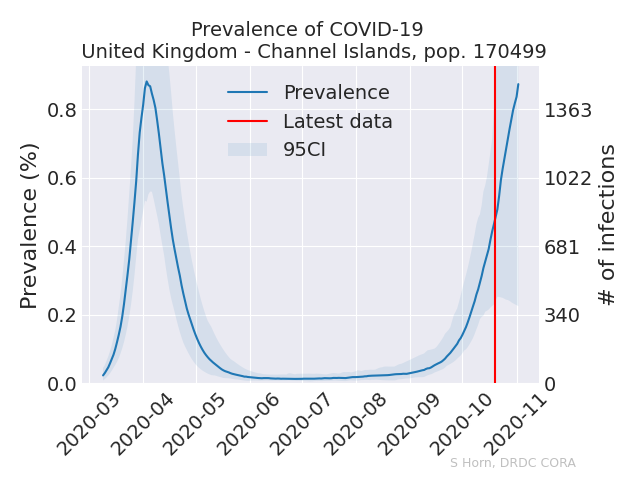 Prevalence of COVID-19
United Kingdom - Channel Islands, pop. 170499
Prevalence
Latest data
95CI
Prevalence (%)
0.8
0.6
0.4
0.2
0.0
1363
1022
681
340
0
# of infections
2020-03
2020-04
2020-05
2020-06
2020-07
2020-08
2020-09
2020-10
2020-11
S Horn, DRDC CORA